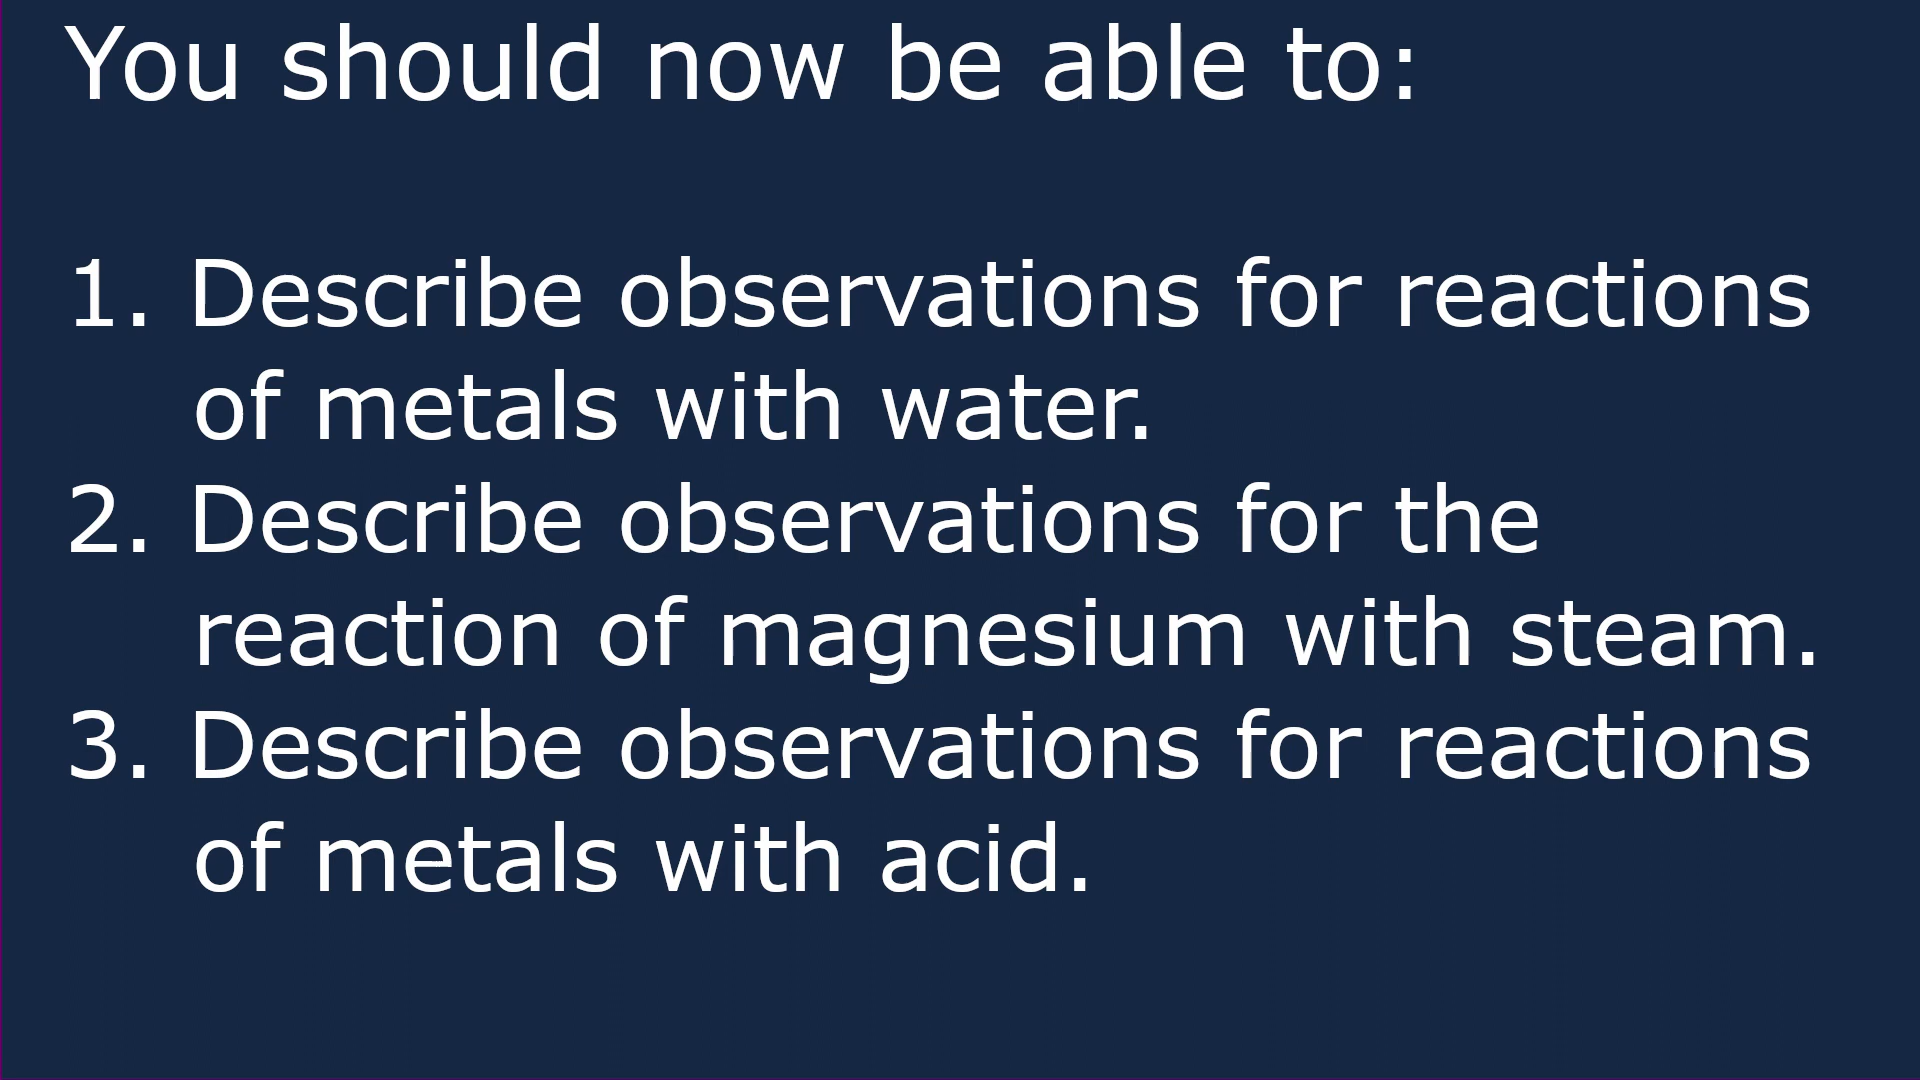 You should now be able to:
1. Describe observations for reactions
of metals with water.
2. Describe observations for the
reaction of magnesium with steam.
3. Describe observations for reactions
of metals with acid.